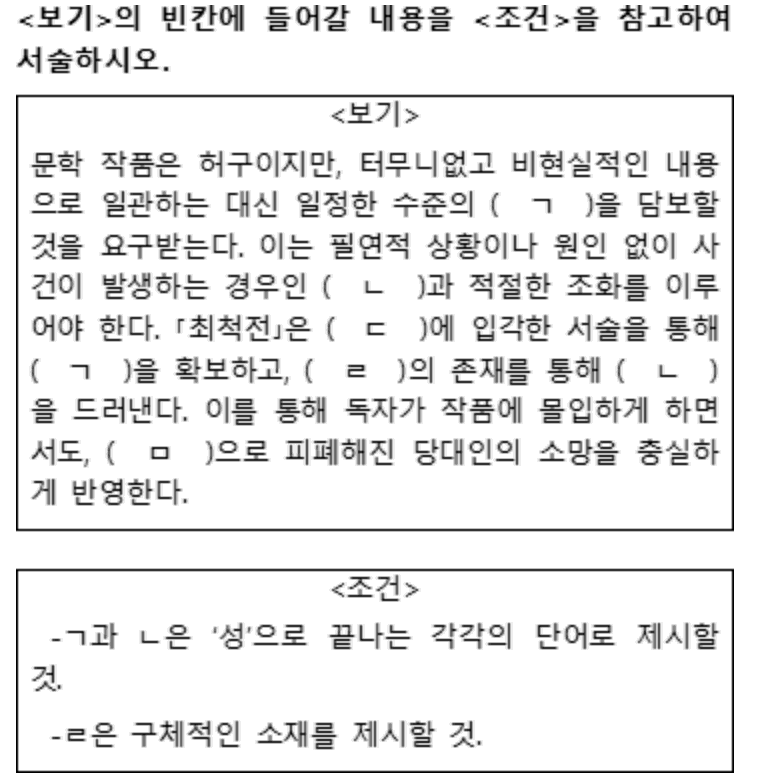 <보기>의 빈칸에 들어갈 내용을 <조건>을 참고하여
서술하시오.
<보기>
문학 작품은 허구이지만, 터무니없고 비현실적인 내용
으로 일관하는 대신 일정한 수준의 ( ㄱ )을 담보할
것을 요구받는다. 이는 필연적 상황이나 원인 없이 사
건이 발생하는 경우인 ( ㄴ )과 적절한 조화를 이루
어야 한다. 「최척전」은 ( ㄷ )에 입각한 서술을 통해
( ㄱ )을 확보하고, ( ㄹ )의 존재를 통해 ( ㄴ )
을 드러낸다. 이를 통해 독자가 작품에 몰입하게 하면
서도, ( ㅁ )으로 피폐해진 당대인의 소망을 충실하
게 반영한다.
<조건>
-ㄱ과 ㄴ은 '성'으로 끝나는 각각의 단어로 제시할
것.
-ㄹ은 구체적인 소재를 제시할 것.